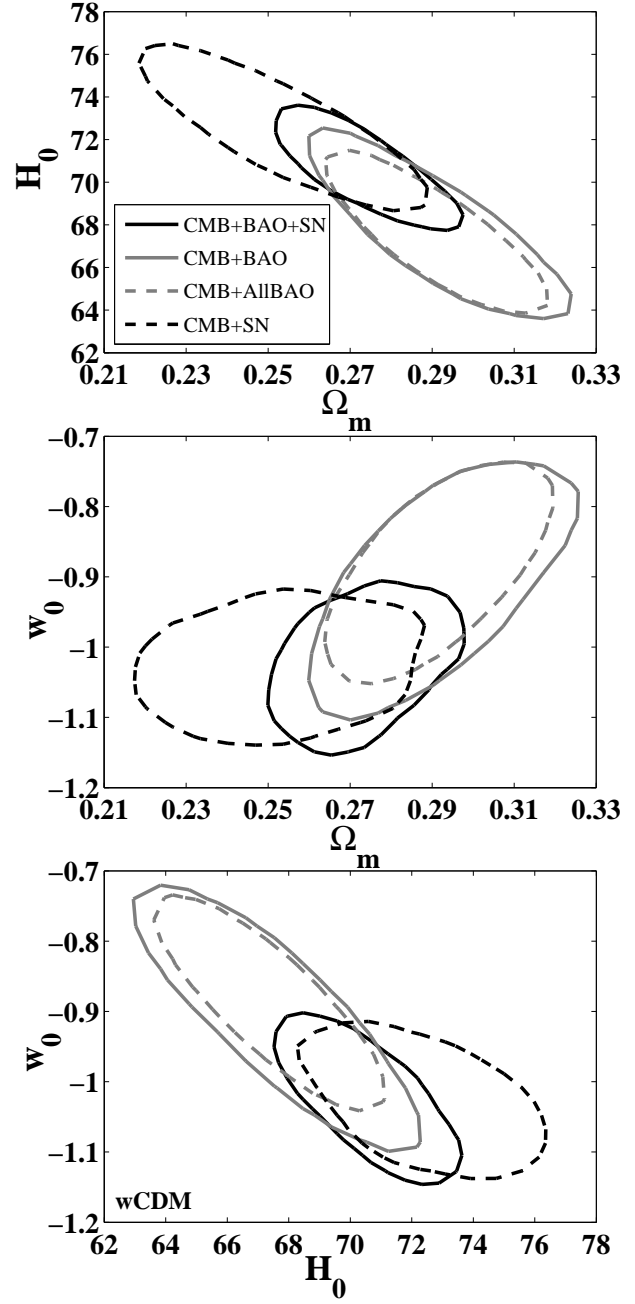 78
76
74
72
70
68
66
64
62
H0
CMB+BAO+SN
CMB+BAO
CMB+AllBAO
CMB+SN
0.21 0.23 0.25 0.27 0.29 0.31 0.33
Ωm
−0.7
−0.8
−0.9
−1
−1.1
−1.2
w0
0.21 0.23 0.25 0.27 0.29 0.31 0.33
Ωm
−0.7
−0.8
−0.9
−1
−1.1
−1.2
w0
wCDM
62 64 66 68 70 72 74 76 78
H0